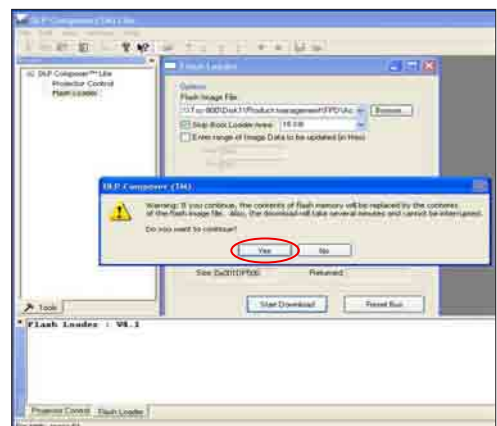 DLP Composer (TM) Lite
DLP Composer™ Lite
Projector Control
Flash Loader
Flash Loader
Options
Flash Image File:
Browse...
Skip Boot Loader Area:
16 KB
Enter range of Image Data to be updated (in Hex)
DLP Composer (TM)
Warning: If you continue, the contents of flash memory will be replaced by the contents
of the flash image file. Also, the download will take several minutes and cannot be interrupted.
Do you want to continue?
Yes
No
Returned:
Start Download
Reset Bus
Tools
Flash Loader : V8.1
Projector Control
Flash Loader